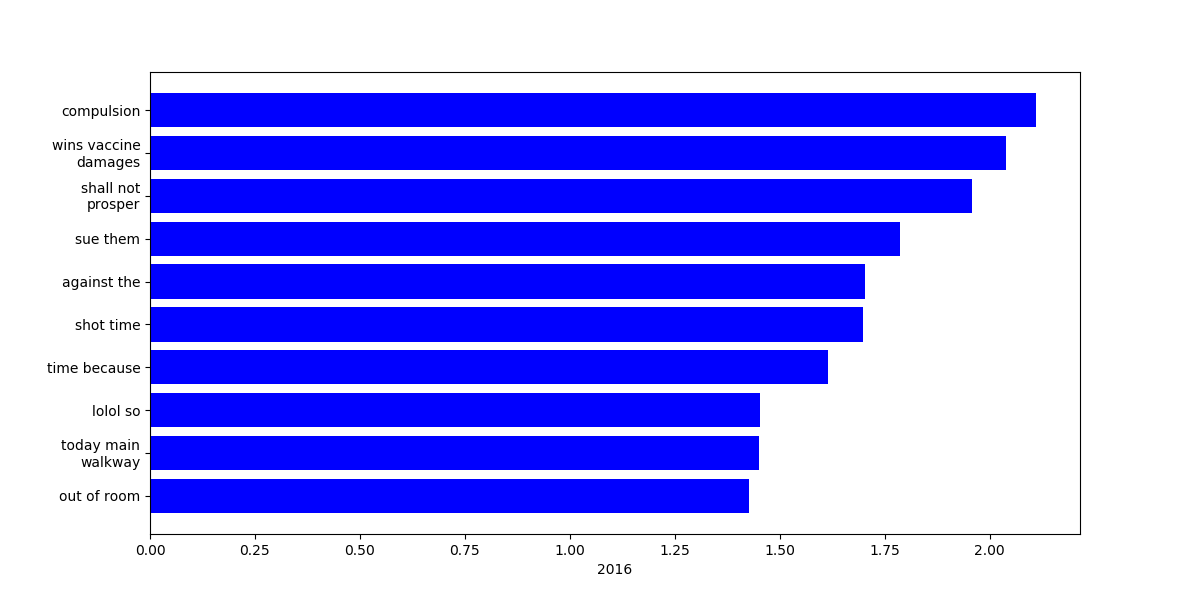 compulsion
wins vaccine
damages
shall not
prosper
sue them
against the
shot time
time because
lolol so
today main
walkway
out of room
0.00 0.25 0.50 0.75 1.00 1.25 1.50 1.75 2.00
2016